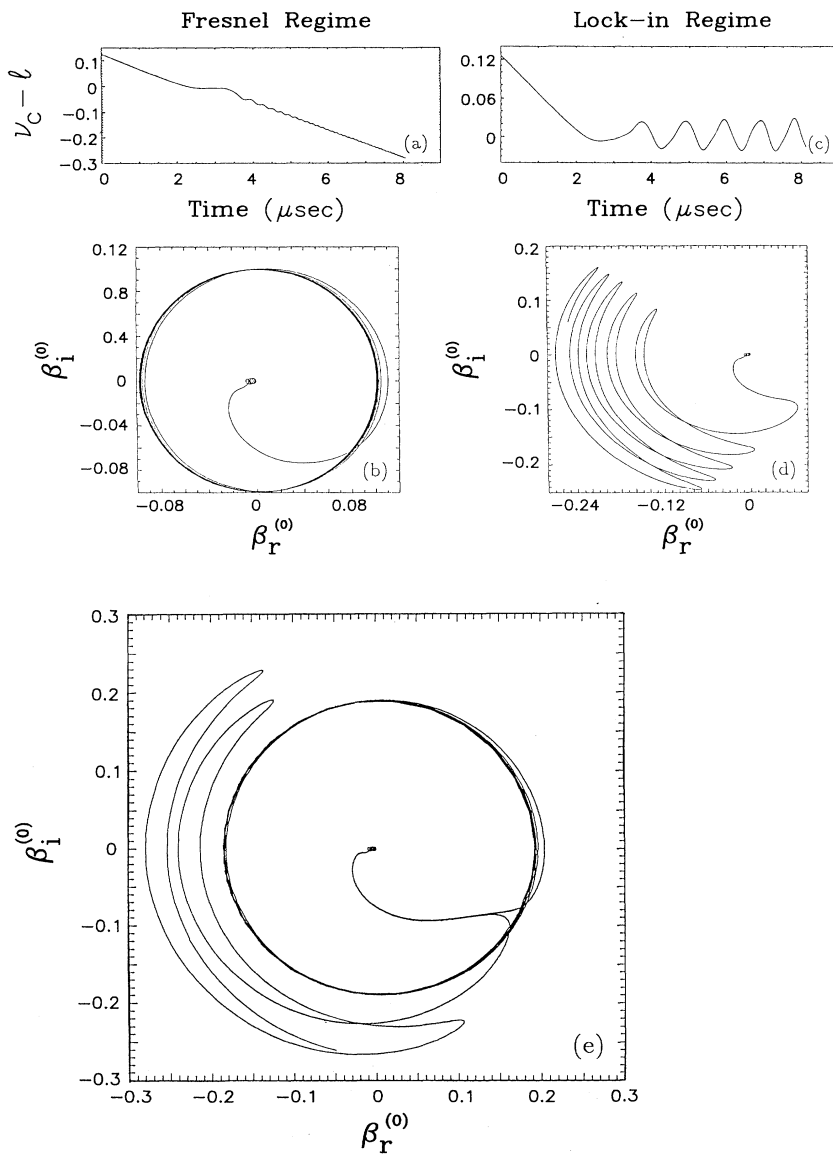 Fresnel Regime
Lock-in Regime
ν_C − ℓ
0.1
0
−0.1
−0.2
−0.3
(a)
0 2 4 6 8
Time (μsec)
0.12
0.06
0
(c)
0 2 4 6 8
Time (μsec)
β_i^(0)
0.12
0.8
0.4
0
−0.04
−0.08
(b)
−0.08 0 0.08
β_r^(0)
β_i^(0)
0.2
0.1
0
−0.1
−0.2
(d)
−0.24 −0.12 0
β_r^(0)
β_i^(0)
0.3
0.2
0.1
0
−0.1
−0.2
−0.3
(e)
−0.3 −0.2 −0.1 0 0.1 0.2 0.3
β_r^(0)